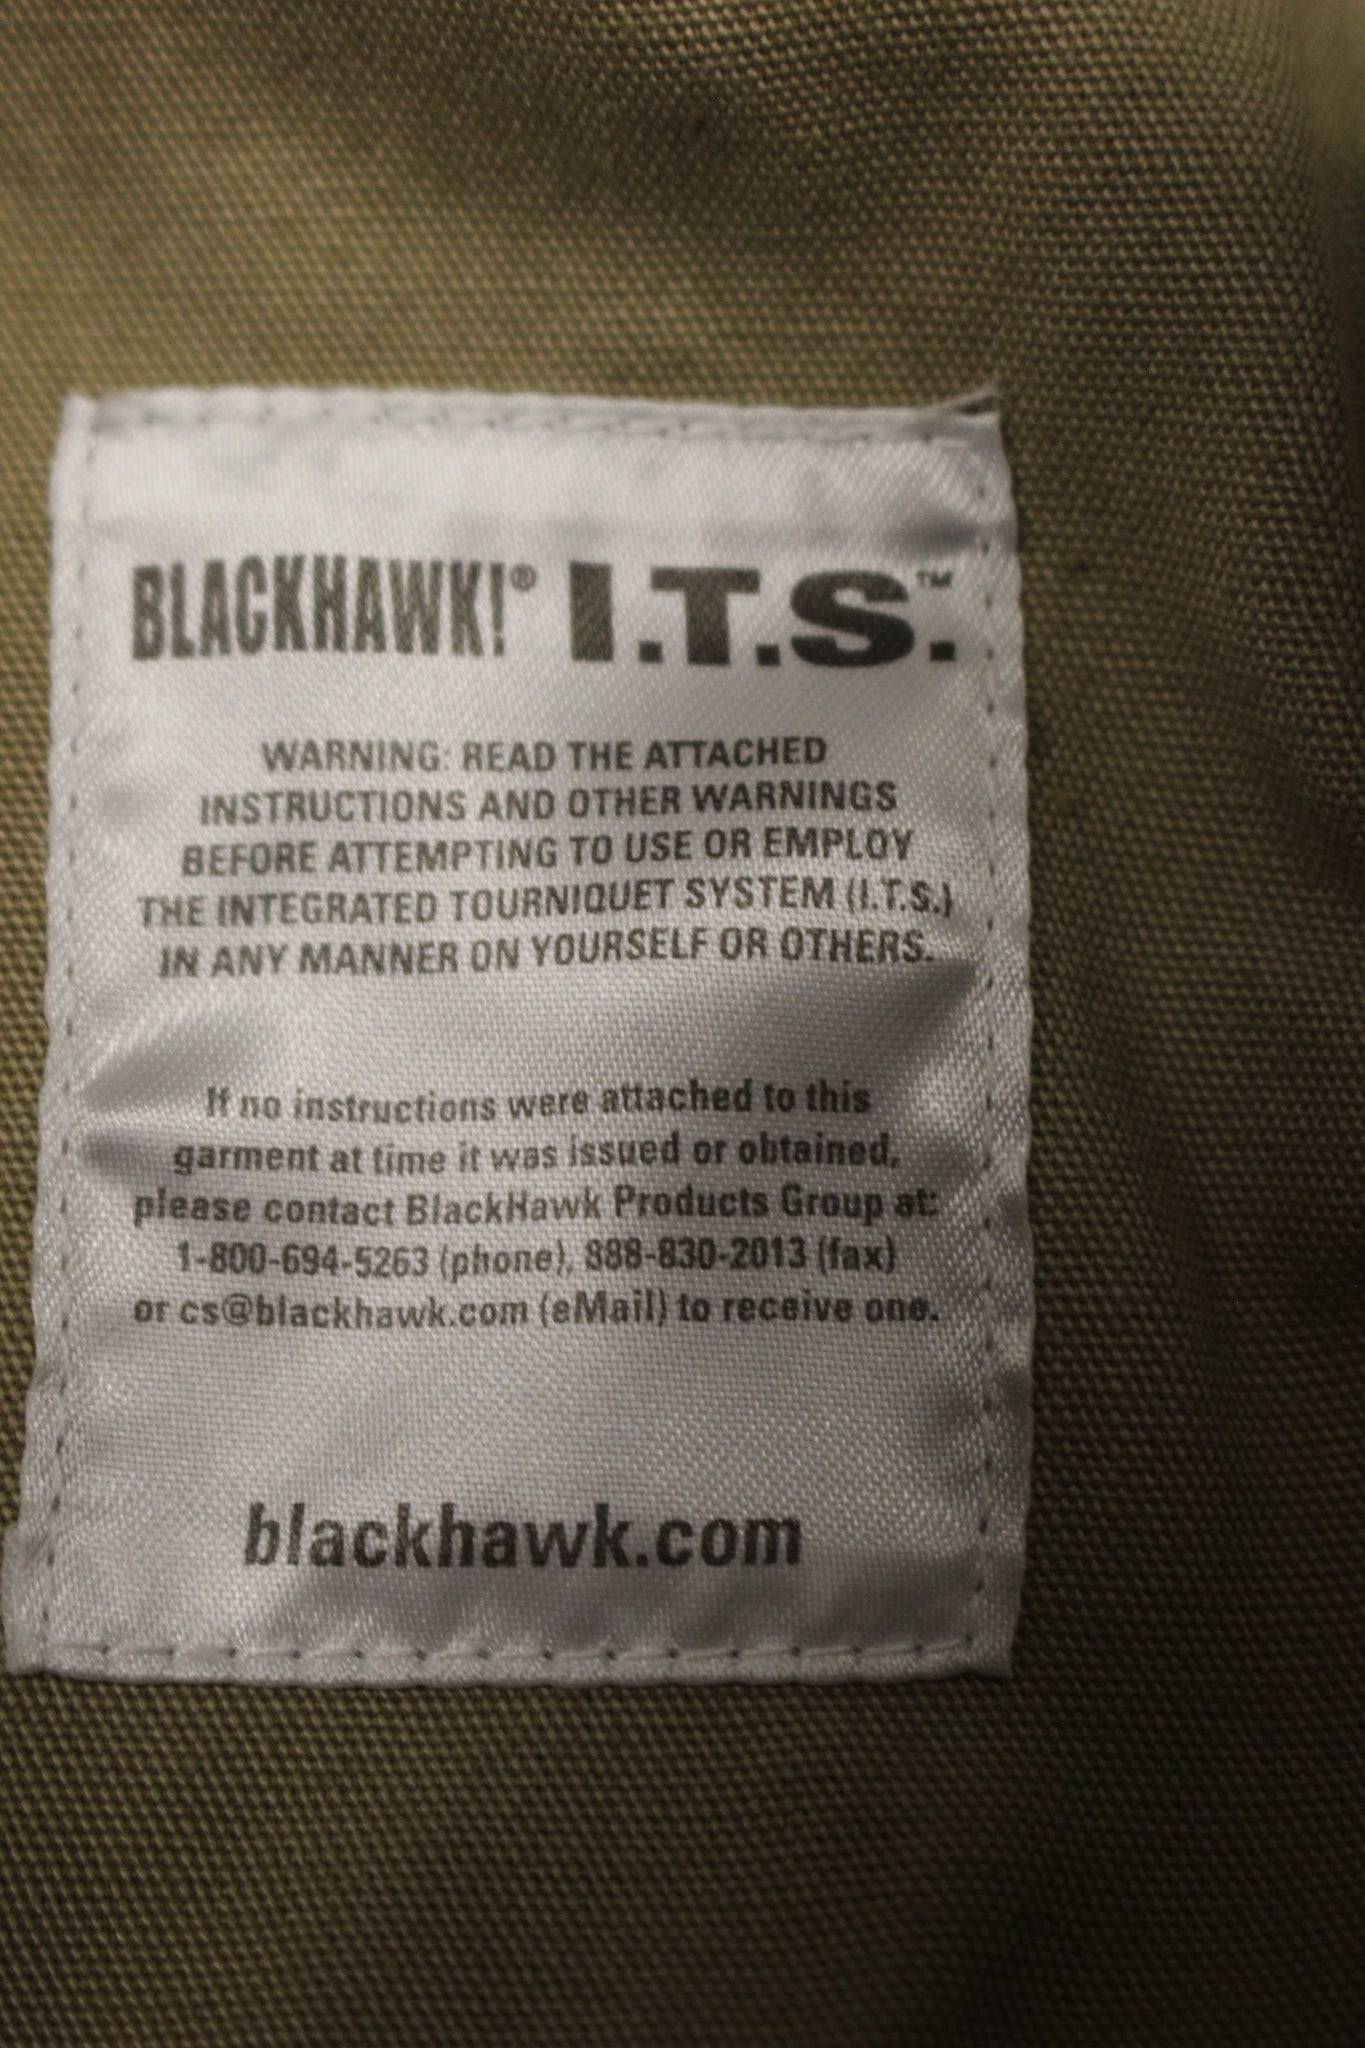 BLACKHAWK!® I.T.S.™
WARNING: READ THE ATTACHED
INSTRUCTIONS AND OTHER WARNINGS
BEFORE ATTEMPTING TO USE OR EMPLOY
THE INTEGRATED TOURNIQUET SYSTEM (I.T.S.)
IN ANY MANNER ON YOURSELF OR OTHERS.
If no instructions were attached to this
garment at time it was issued or obtained,
please contact BlackHawk Products Group at:
1-800-694-5263 (phone), 888-830-2013 (fax)
or cs@blackhawk.com (eMail) to receive one.
blackhawk.com